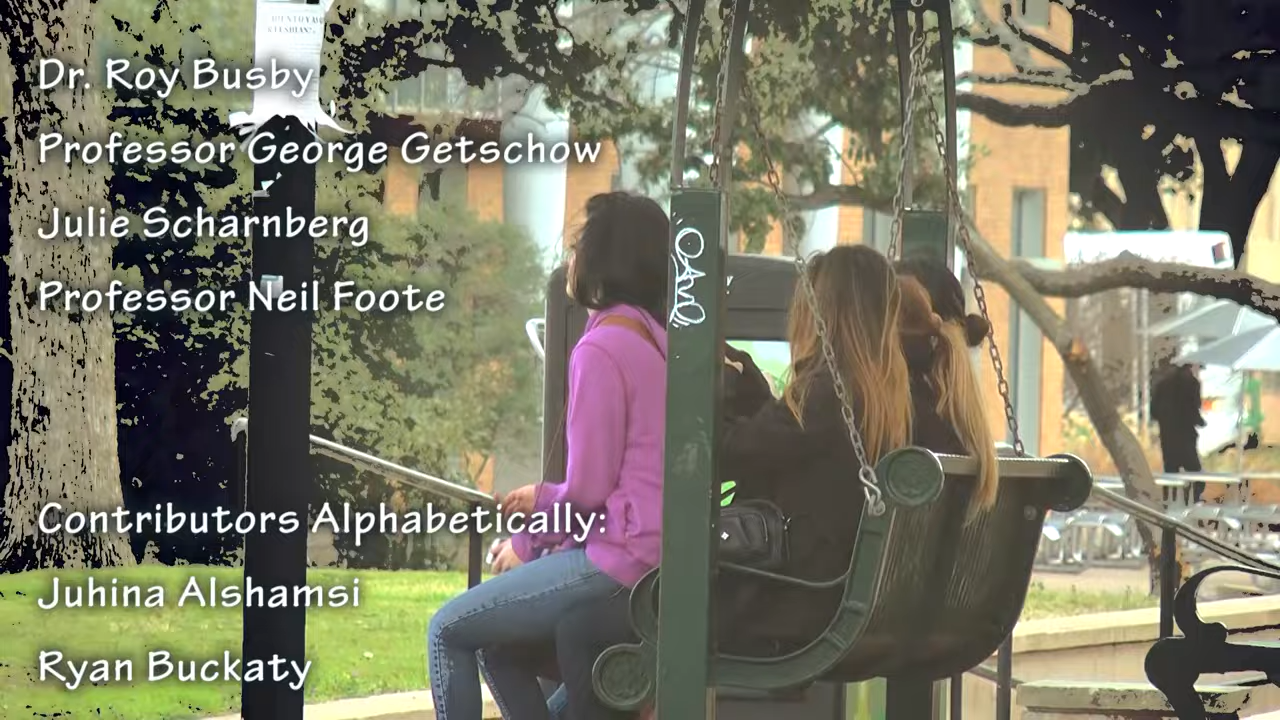 Dr. Roy Busby
Professor George Getschow
Julie Scharnberg
Professor Neil Foote
Contributors Alphabetically:
Juhina Alshamsi
Ryan Buckaty